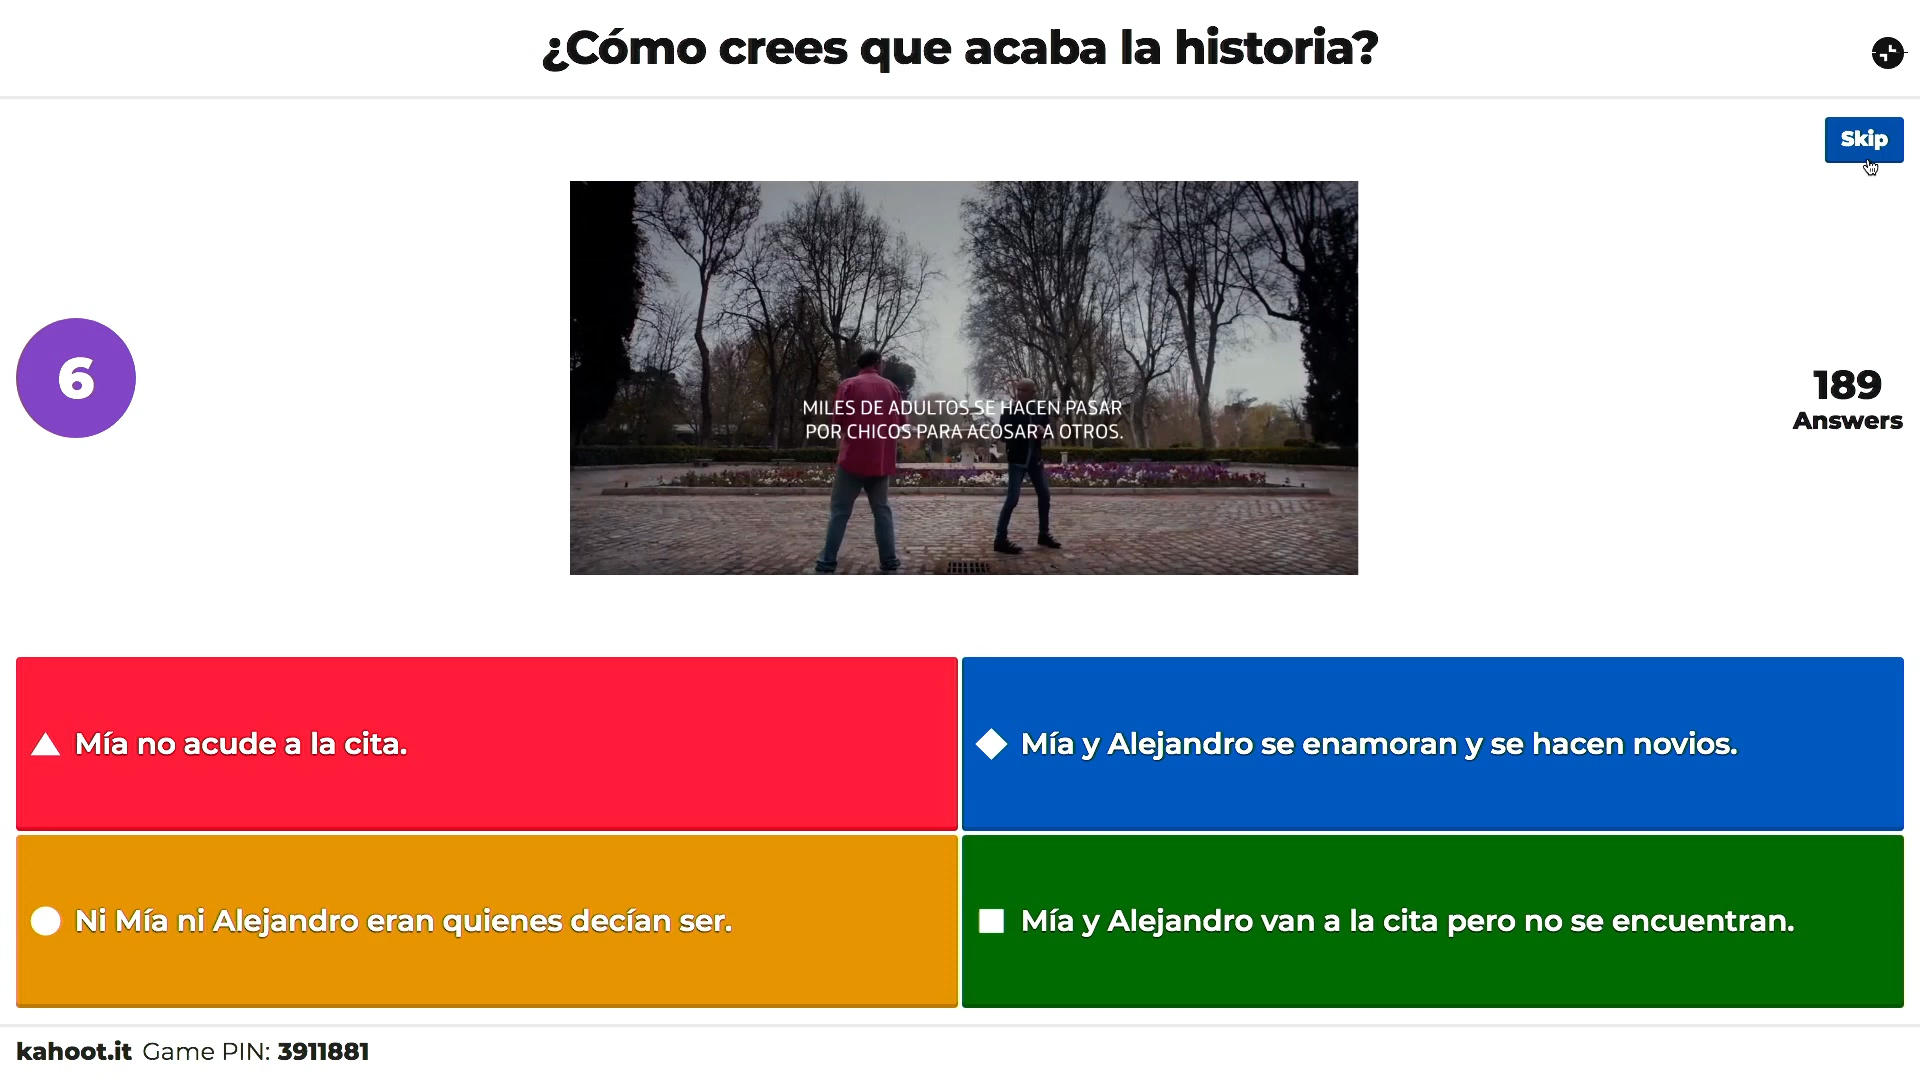 ¿Cómo crees que acaba la historia?
Skip
MILES DE ADULTOS SE HACEN PASAR
POR CHICOS PARA ACOSAR A OTROS.
6
189
Answers
Mía no acude a la cita.
Mía y Alejandro se enamoran y se hacen novios.
Ni Mía ni Alejandro eran quienes decían ser.
Mía y Alejandro van a la cita pero no se encuentran.
kahoot.it Game PIN: 3911881